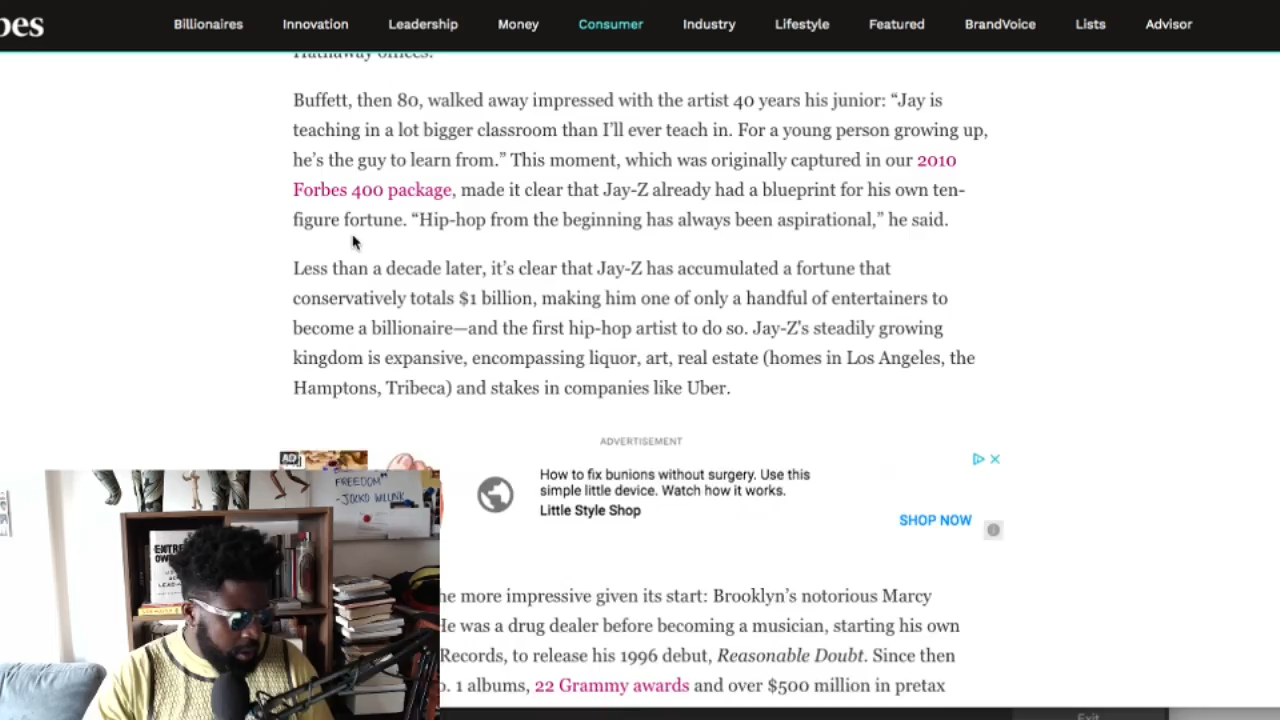 bes
Billionaires Innovation Leadership Money Consumer Industry Lifestyle Featured BrandVoice Lists Advisor
Hathaway offices.
Buffett, then 80, walked away impressed with the artist 40 years his junior: “Jay is
teaching in a lot bigger classroom than I’ll ever teach in. For a young person growing up,
he’s the guy to learn from.” This moment, which was originally captured in our 2010
Forbes 400 package, made it clear that Jay-Z already had a blueprint for his own ten-
figure fortune. “Hip-hop from the beginning has always been aspirational,” he said.
Less than a decade later, it’s clear that Jay-Z has accumulated a fortune that
conservatively totals $1 billion, making him one of only a handful of entertainers to
become a billionaire—and the first hip-hop artist to do so. Jay-Z’s steadily growing
kingdom is expansive, encompassing liquor, art, real estate (homes in Los Angeles, the
Hamptons, Tribeca) and stakes in companies like Uber.
ADVERTISEMENT
AD
How to fix bunions without surgery. Use this
simple little device. Watch how it works.
Little Style Shop
SHOP NOW
FREEDOM"
-JOCKO WILLINK
he more impressive given its start: Brooklyn’s notorious Marcy
He was a drug dealer before becoming a musician, starting his own
Records, to release his 1996 debut, Reasonable Doubt. Since then
o. 1 albums, 22 Grammy awards and over $500 million in pretax
Exit